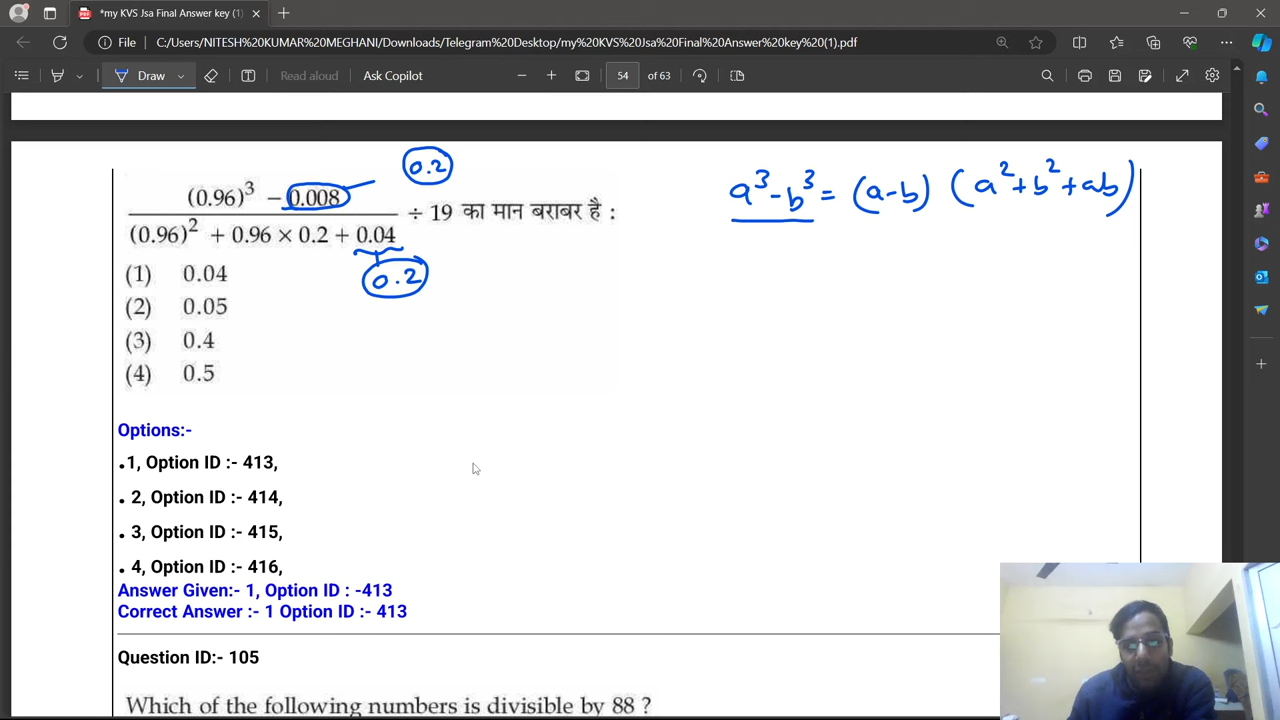 *my KVS Jsa Final Answer key (1)
File C:/Users/NITESH%20KUMAR%20MEGHANI/Downloads/Telegram%20Desktop/my%20KVS%20Jsa%20Final%20Answer%20key%20(1).pdf
Draw Read aloud Ask Copilot 54 of 63
0.2
(0.96)³ − 0.008
(0.96)² + 0.96 × 0.2 + 0.04
÷ 19 का मान बराबर है :
0.2
a³ - b³ = (a-b) (a² + b² + ab)
(1) 0.04
(2) 0.05
(3) 0.4
(4) 0.5
Options:-
.1, Option ID :- 413,
. 2, Option ID :- 414,
. 3, Option ID :- 415,
. 4, Option ID :- 416,
Answer Given:- 1, Option ID : -413
Correct Answer :- 1 Option ID :- 413
Question ID:- 105
Which of the following numbers is divisible by 88 ?